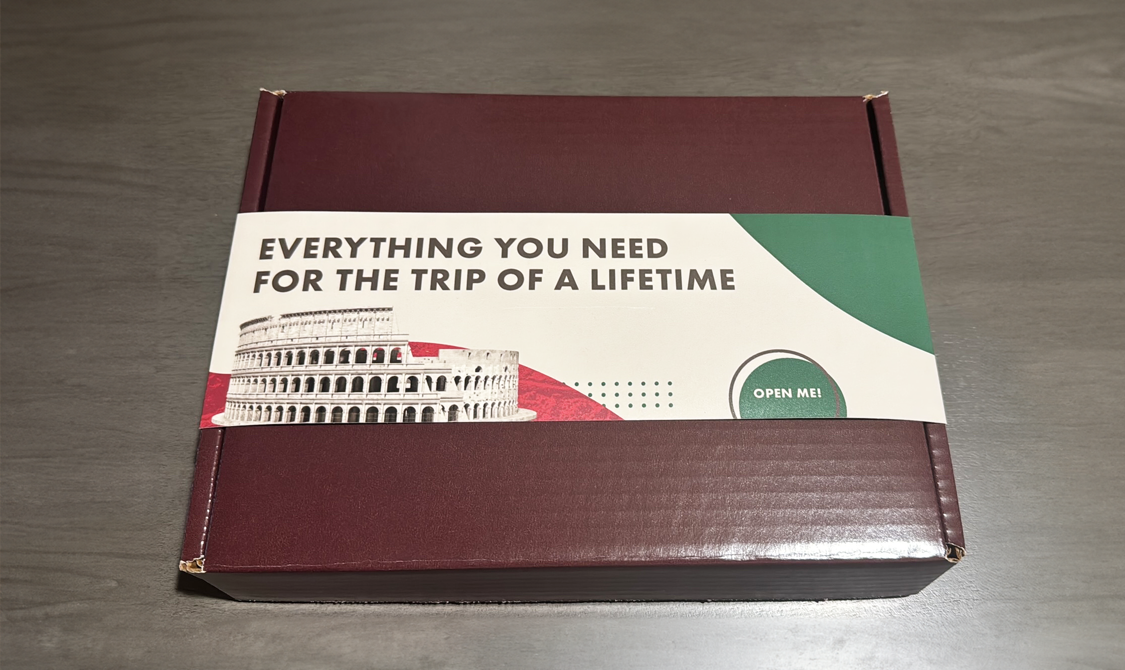 EVERYTHING YOU NEED
FOR THE TRIP OF A LIFETIME
OPEN ME!